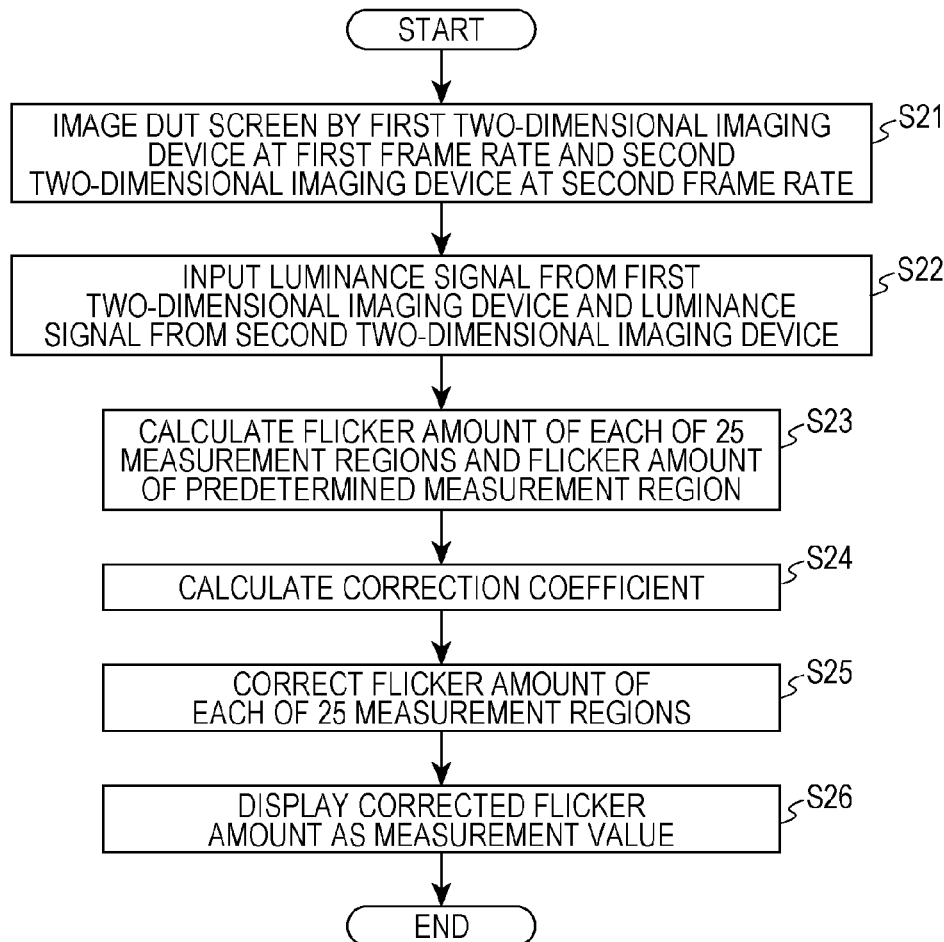 START
IMAGE DUT SCREEN BY FIRST TWO-DIMENSIONAL IMAGING
DEVICE AT FIRST FRAME RATE AND SECOND
TWO-DIMENSIONAL IMAGING DEVICE AT SECOND FRAME RATE
S21
INPUT LUMINANCE SIGNAL FROM FIRST
TWO-DIMENSIONAL IMAGING DEVICE AND LUMINANCE
SIGNAL FROM SECOND TWO-DIMENSIONAL IMAGING DEVICE
S22
CALCULATE FLICKER AMOUNT OF EACH OF 25
MEASUREMENT REGIONS AND FLICKER AMOUNT
OF PREDETERMINED MEASUREMENT REGION
S23
CALCULATE CORRECTION COEFFICIENT
S24
CORRECT FLICKER AMOUNT OF
EACH OF 25 MEASUREMENT REGIONS
S25
DISPLAY CORRECTED FLICKER
AMOUNT AS MEASUREMENT VALUE
S26
END